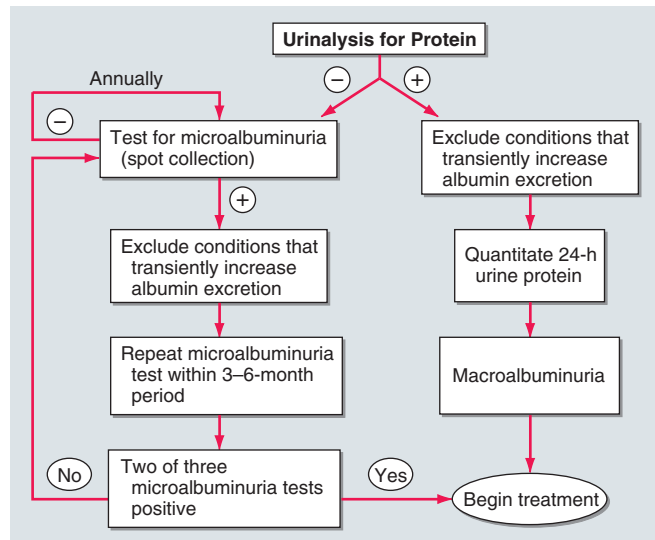 Urinalysis for Protein
−
+
Annually
−
Test for microalbuminuria
(spot collection)
+
Exclude conditions that
transiently increase
albumin excretion
Repeat microalbuminuria
test within 3–6-month
period
Two of three
microalbuminuria tests
positive
No
Yes
Exclude conditions that
transiently increase
albumin excretion
Quantitate 24-h
urine protein
Macroalbuminuria
Begin treatment